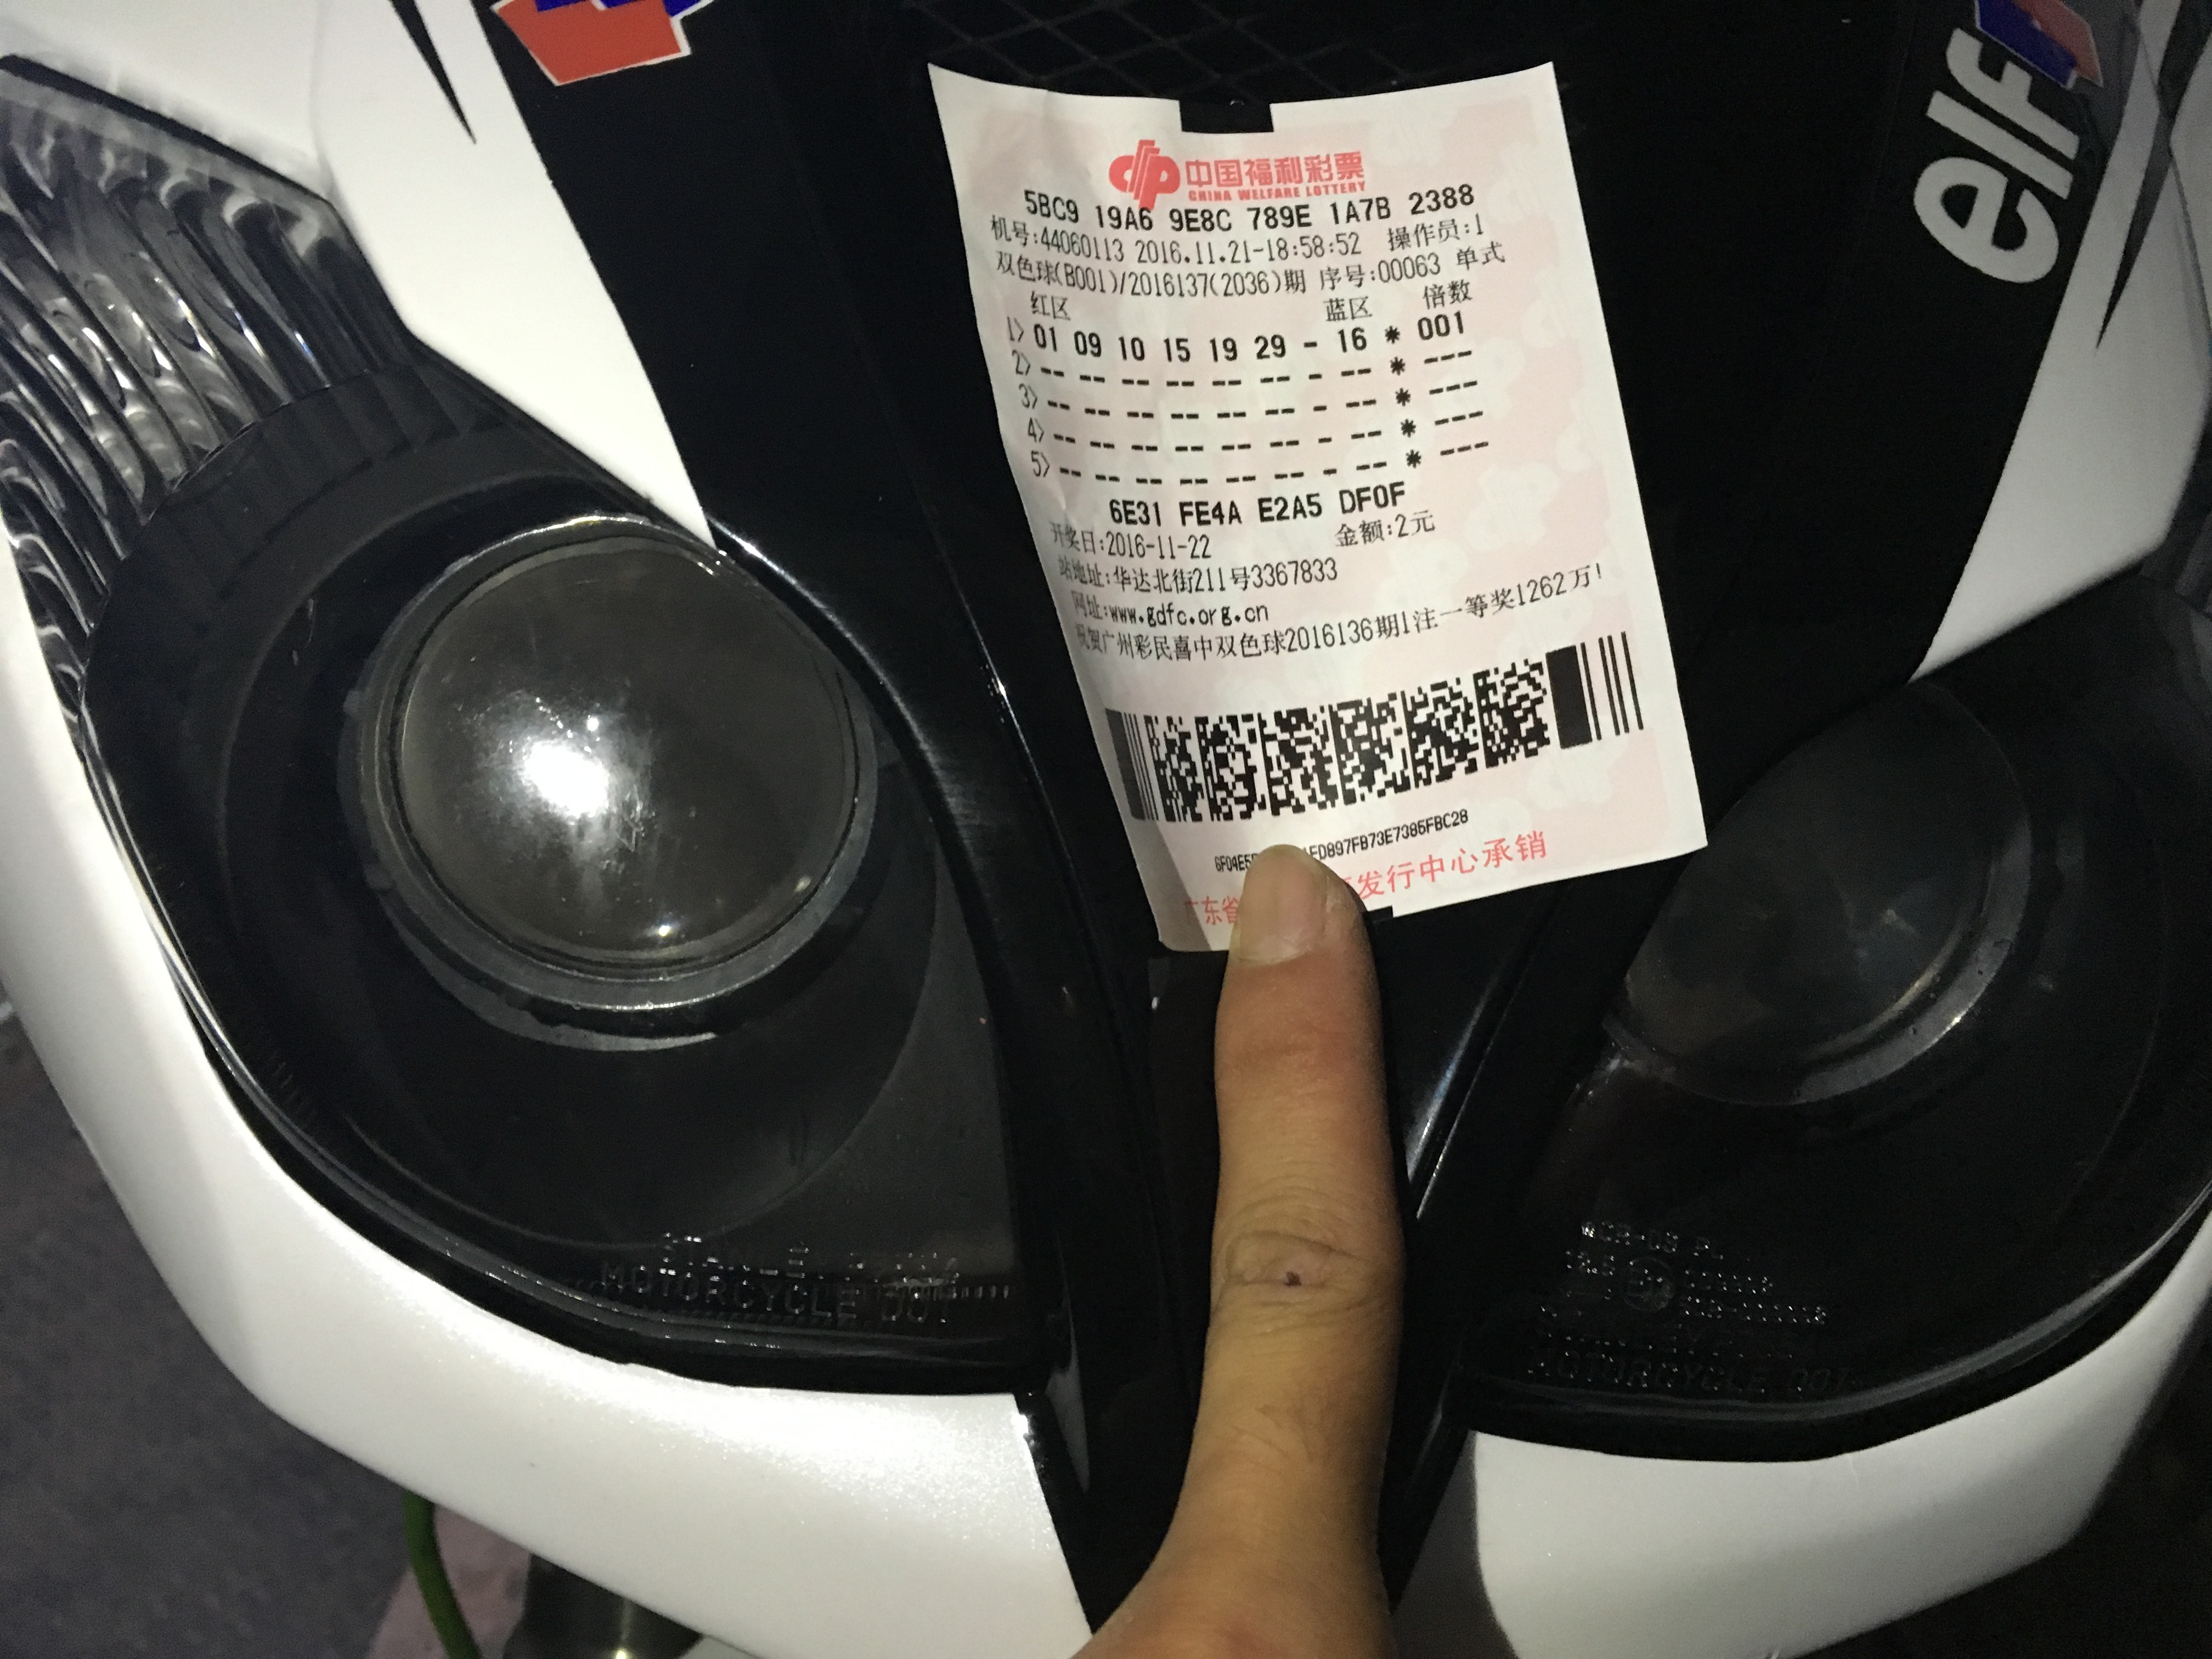 elf
中国福利彩票
CHINA WELFARE LOTTERY
5BC9 19A6 9E8C 789E 1A7B 2388
机号:44060113 2016.11.21-18:58:52 操作员:1
双色球(B001)/2016137(2036)期 序号:00063 单式
红区 蓝区 倍数
1> 01 09 10 15 19 29 - 16 * 001
2> -- -- -- -- -- -- - -- * ---
3> -- -- -- -- -- -- - -- * ---
4> -- -- -- -- -- -- - -- * ---
5> -- -- -- -- -- -- - -- * ---
6E31 FE4A E2A5 DF0F
开奖日:2016-11-22 金额:2元
站地址:华达北街211号3367833
网址:www.gdfc.org.cn
祝贺广州彩民喜中双色球2016136期1注一等奖1262万!
发行中心承销
MOTORCYCLE DOT
MOTORCYCLE DOT